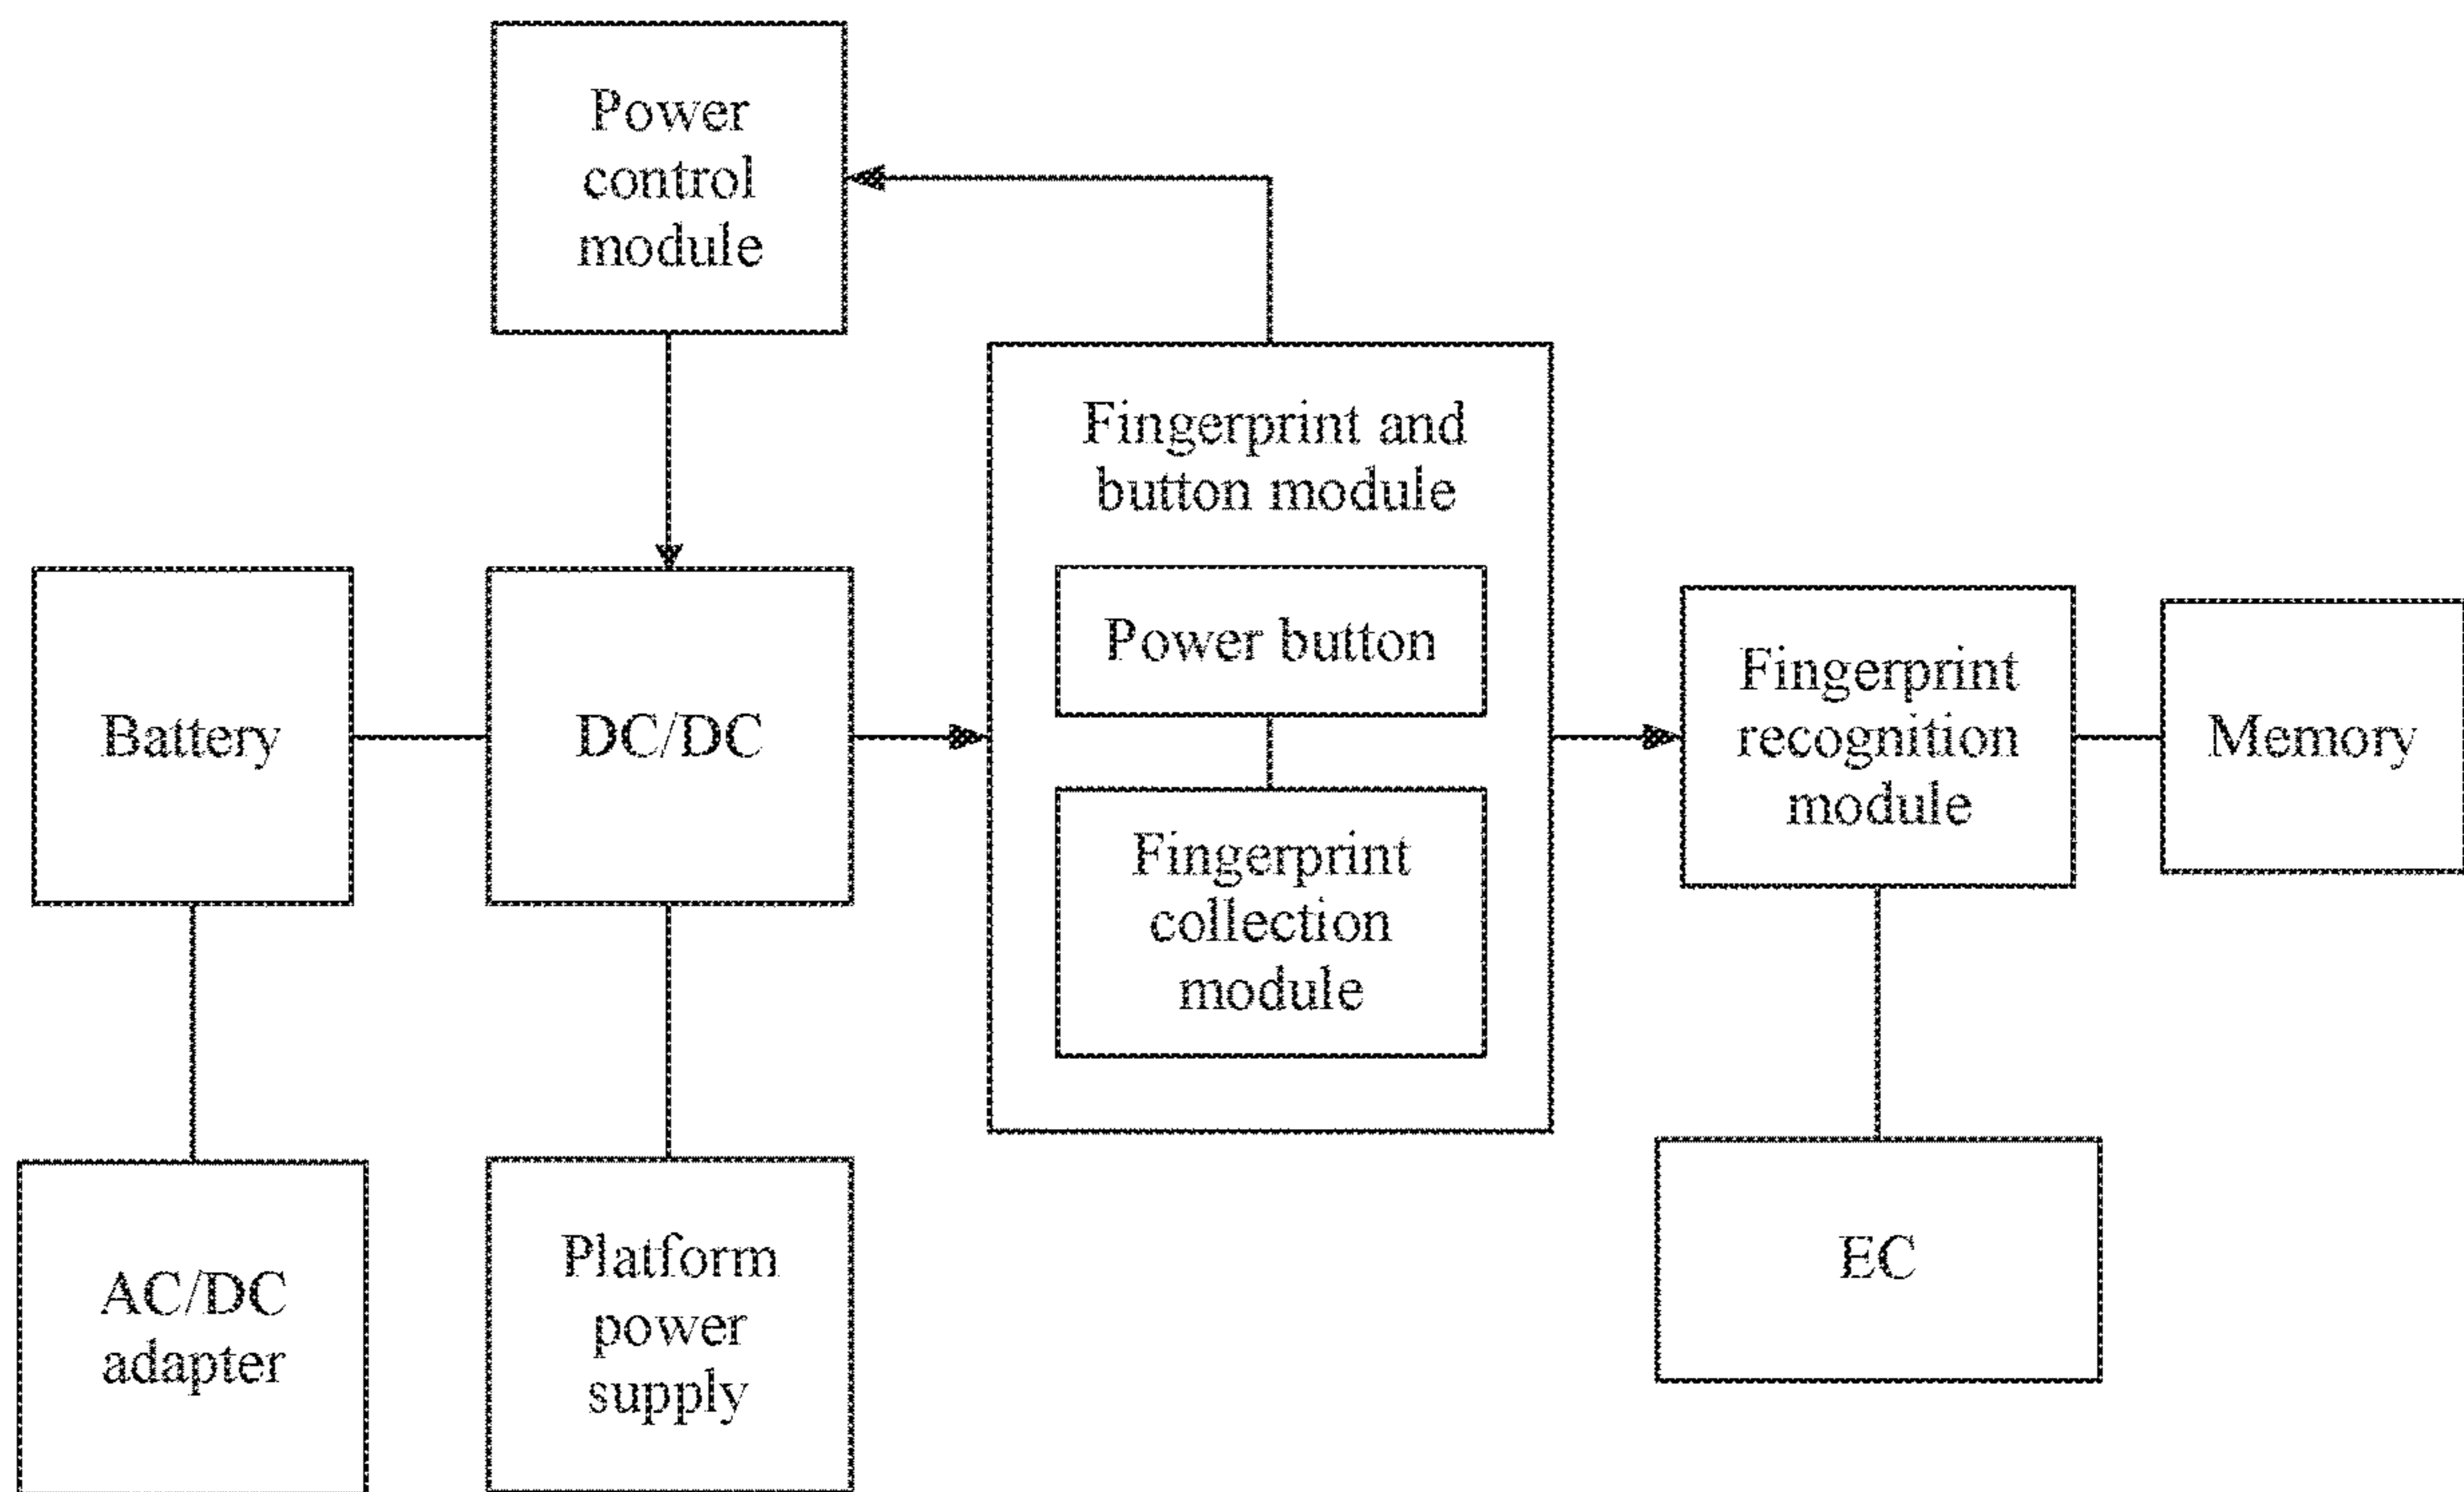 Power
control
module
Fingerprint and
button module
Power button
Fingerprint
collection
module
Battery
DC/DC
Fingerprint
recognition
module
Memory
AC/DC
adapter
Platform
power
supply
EC